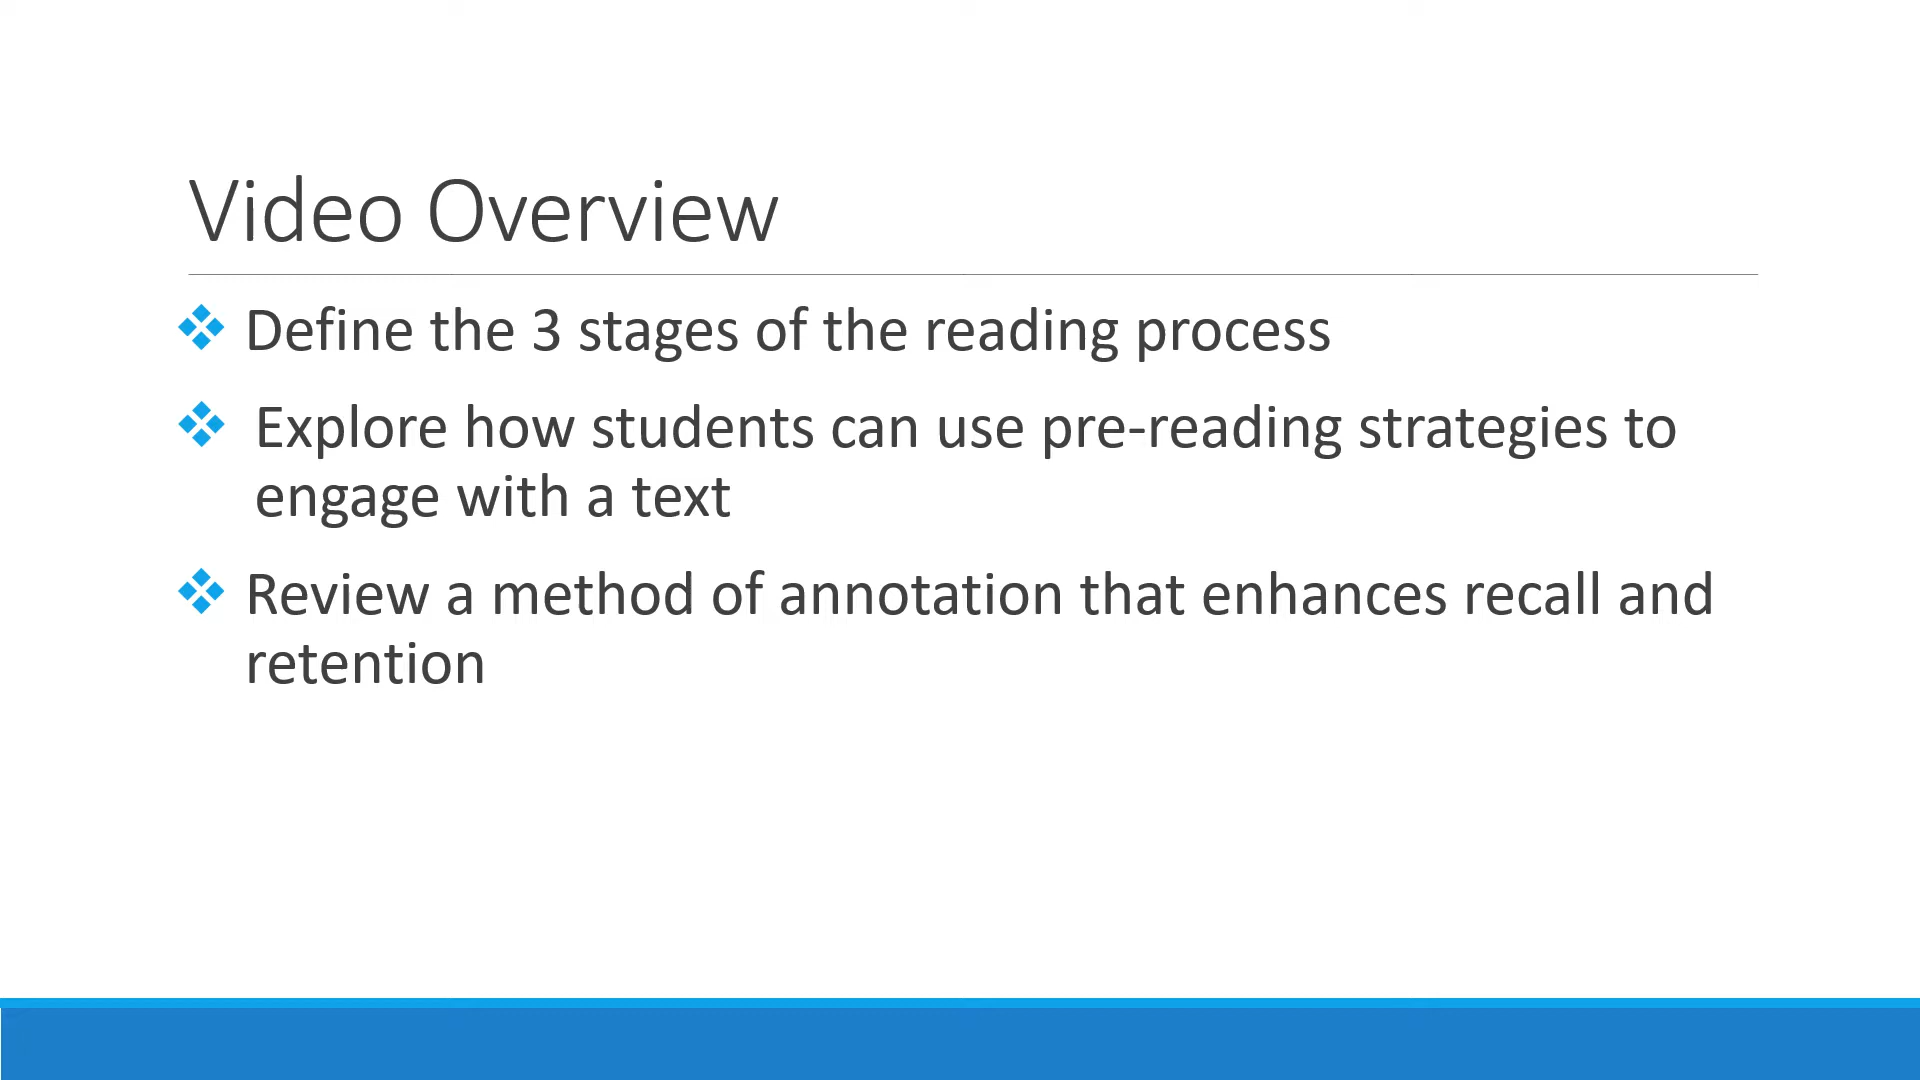 Video Overview
Define the 3 stages of the reading process
Explore how students can use pre-reading strategies to
engage with a text
Review a method of annotation that enhances recall and
retention